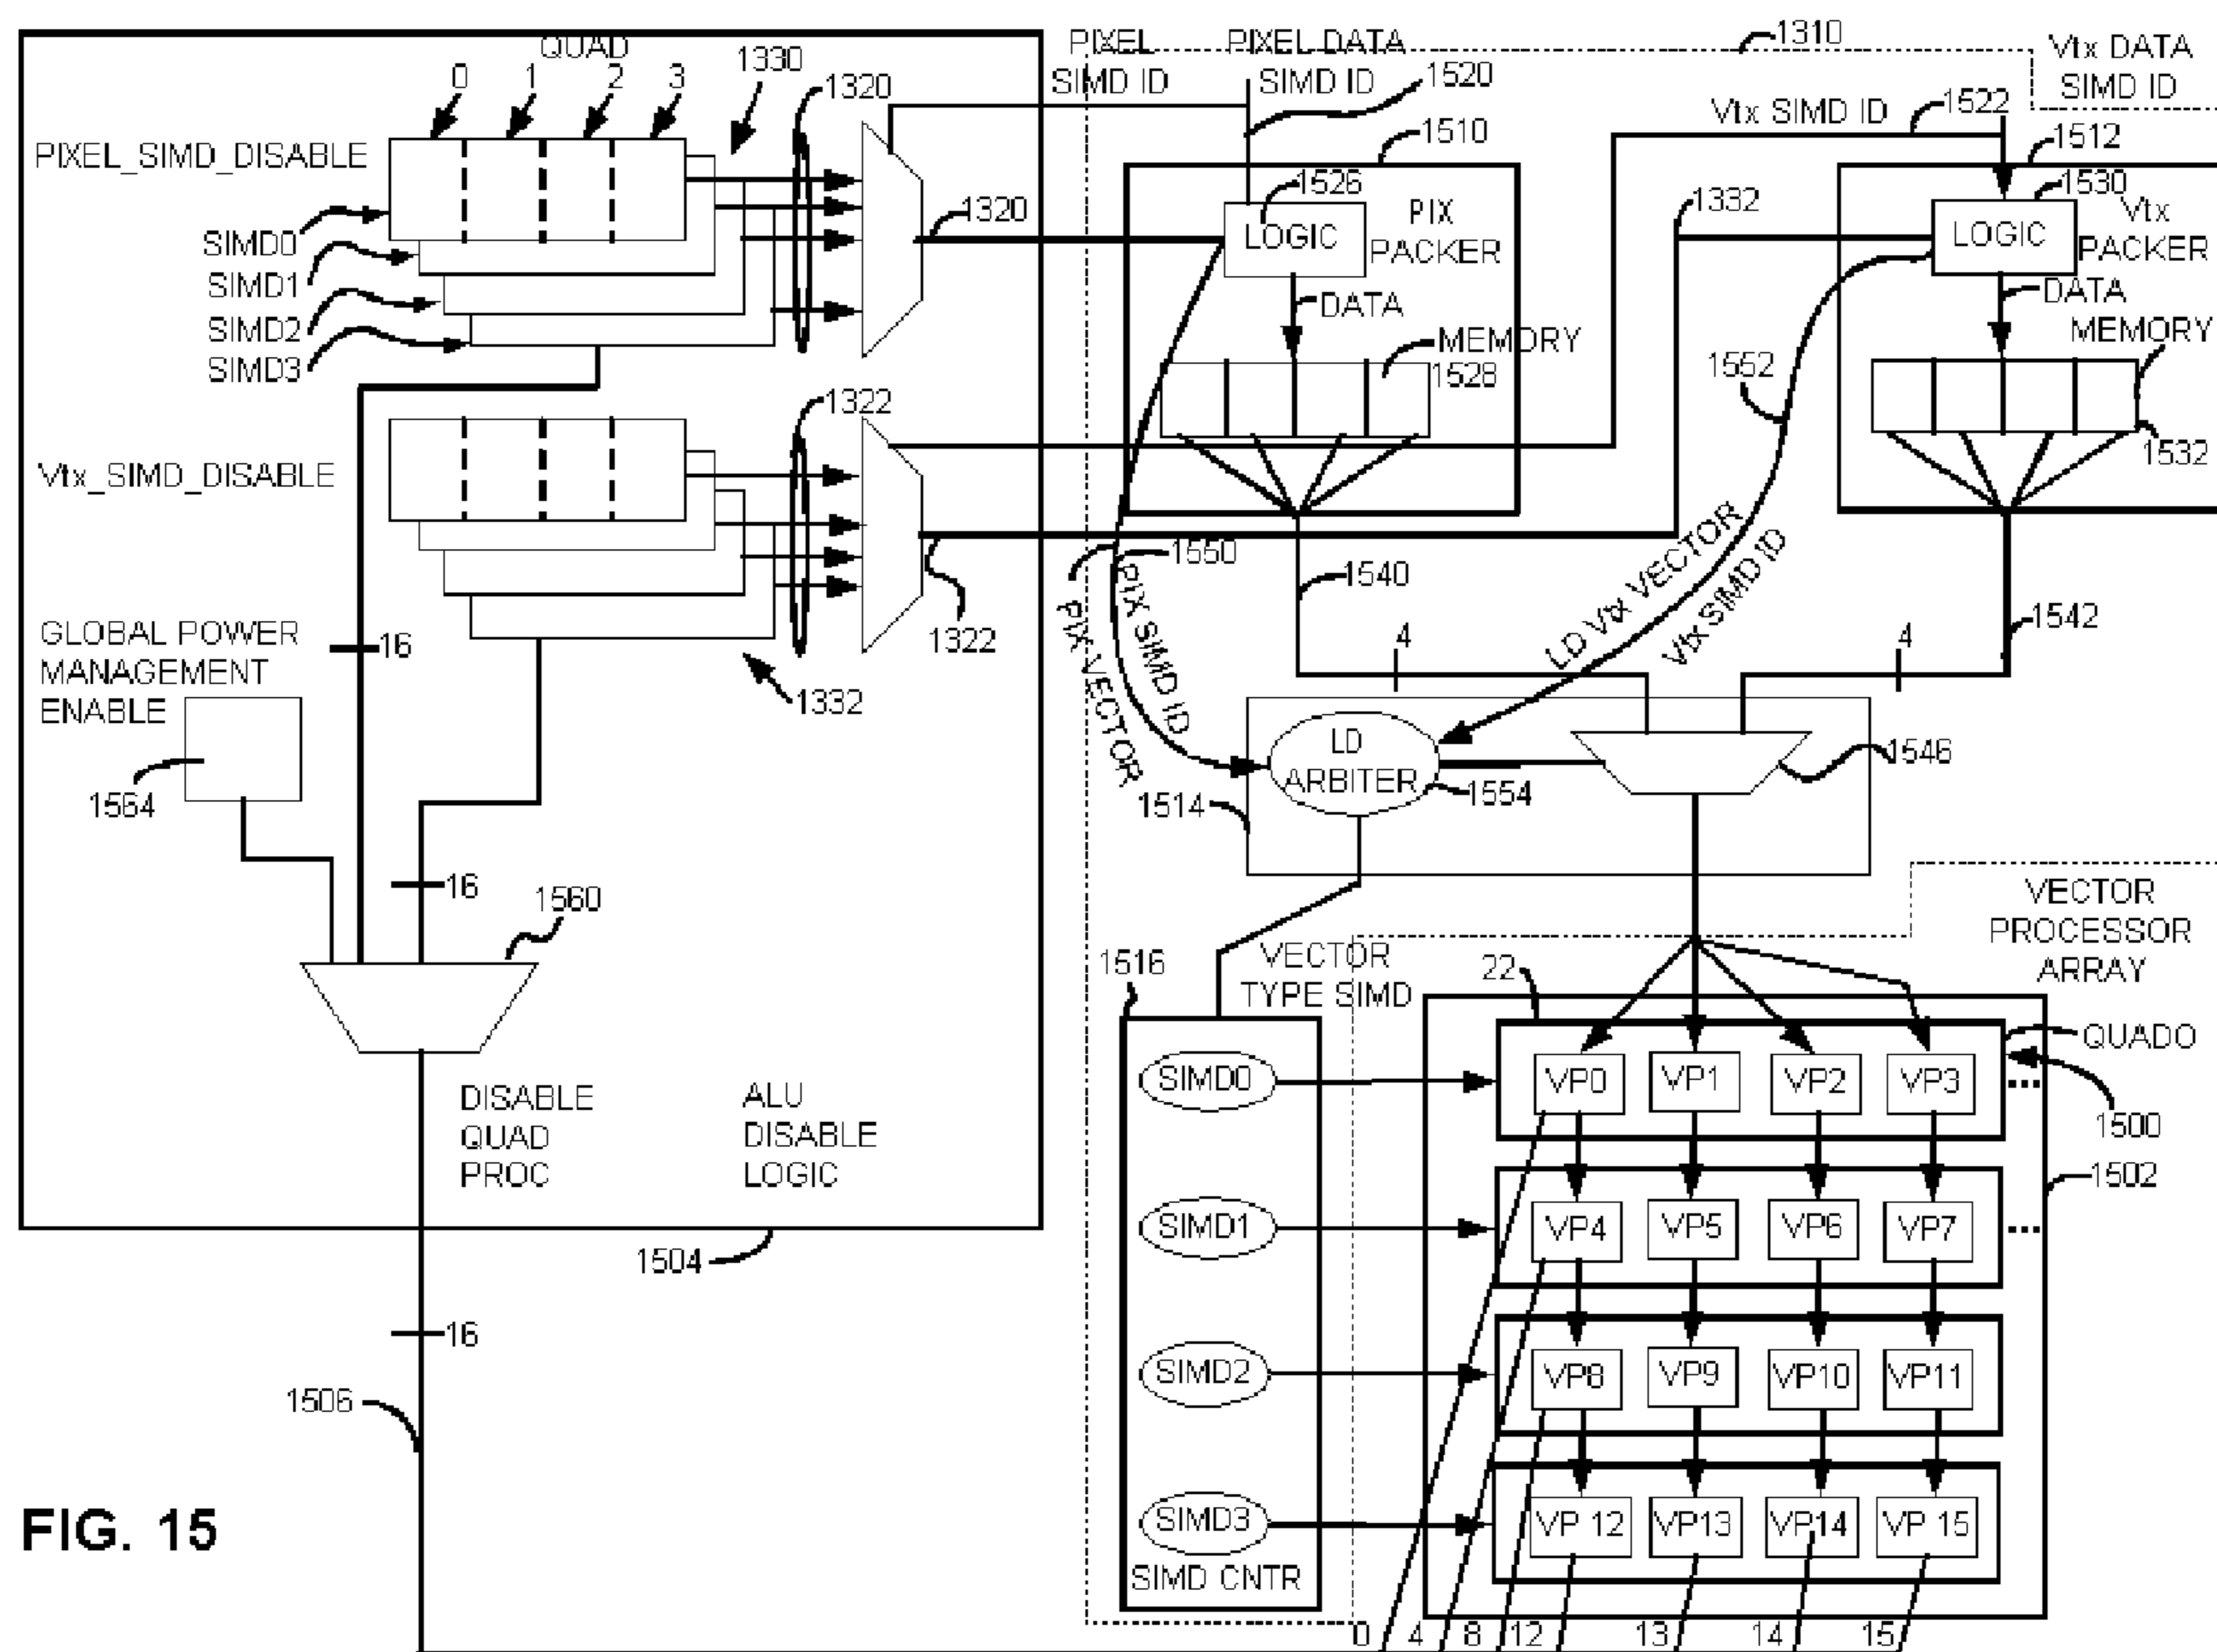 QUAD
0 1 2 3
1330
1320
PIXEL_SIMD_DISABLE
SIMD0
SIMD1
SIMD2
SIMD3
1320
1322
Vtx_SIMD_DISABLE
1322
1332
GLOBAL POWER
MANAGEMENT
ENABLE
16
1564
16
1560
DISABLE
QUAD
PROC
ALU
DISABLE
LOGIC
1504
16
1506
FIG. 15
PIXEL
SIMD ID
PIXEL DATA
SIMD ID
1520
1310
Vtx DATA
SIMD ID
Vtx SIMD ID
1522
1510
1526
LOGIC
PIX
PACKER
DATA
MEMORY
1528
1512
1530
LOGIC
Vtx
PACKER
1332
DATA
MEMORY
1532
1552
1550
PIX SIMD ID
PIX VECTOR
1540
LD Vtx VECTOR
Vtx SIMD ID
1542
4
4
LD
ARBITER
1554
1546
1514
1516
VECTOR
TYPE SIMD
22
VECTOR
PROCESSOR
ARRAY
QUADO
SIMD0
VP0 VP1 VP2 VP3 ...
1500
1502
SIMD1
VP4 VP5 VP6 VP7 ...
SIMD2
VP8 VP9 VP10 VP11
SIMD3
VP 12 VP13 VP14 VP 15
SIMD CNTR
0 4 8 12 13 14 15